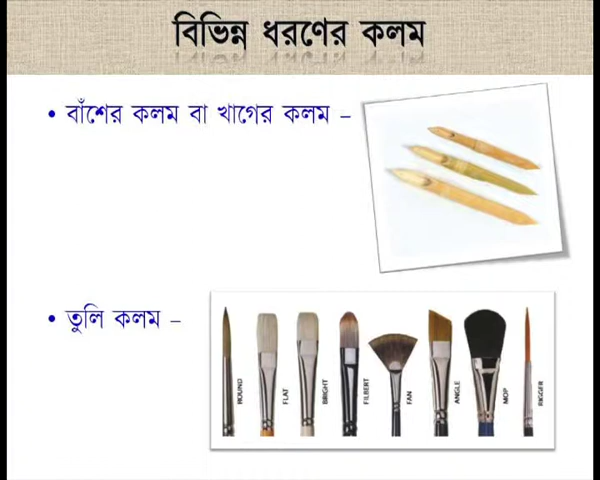 বিভিন্ন ধরণের কলম
• বাঁশের কলম বা খাগের কলম –
• তুলি কলম –
ROUND
FLAT
BRIGHT
FILBERT
FAN
ANGLE
MOP
RIGGER